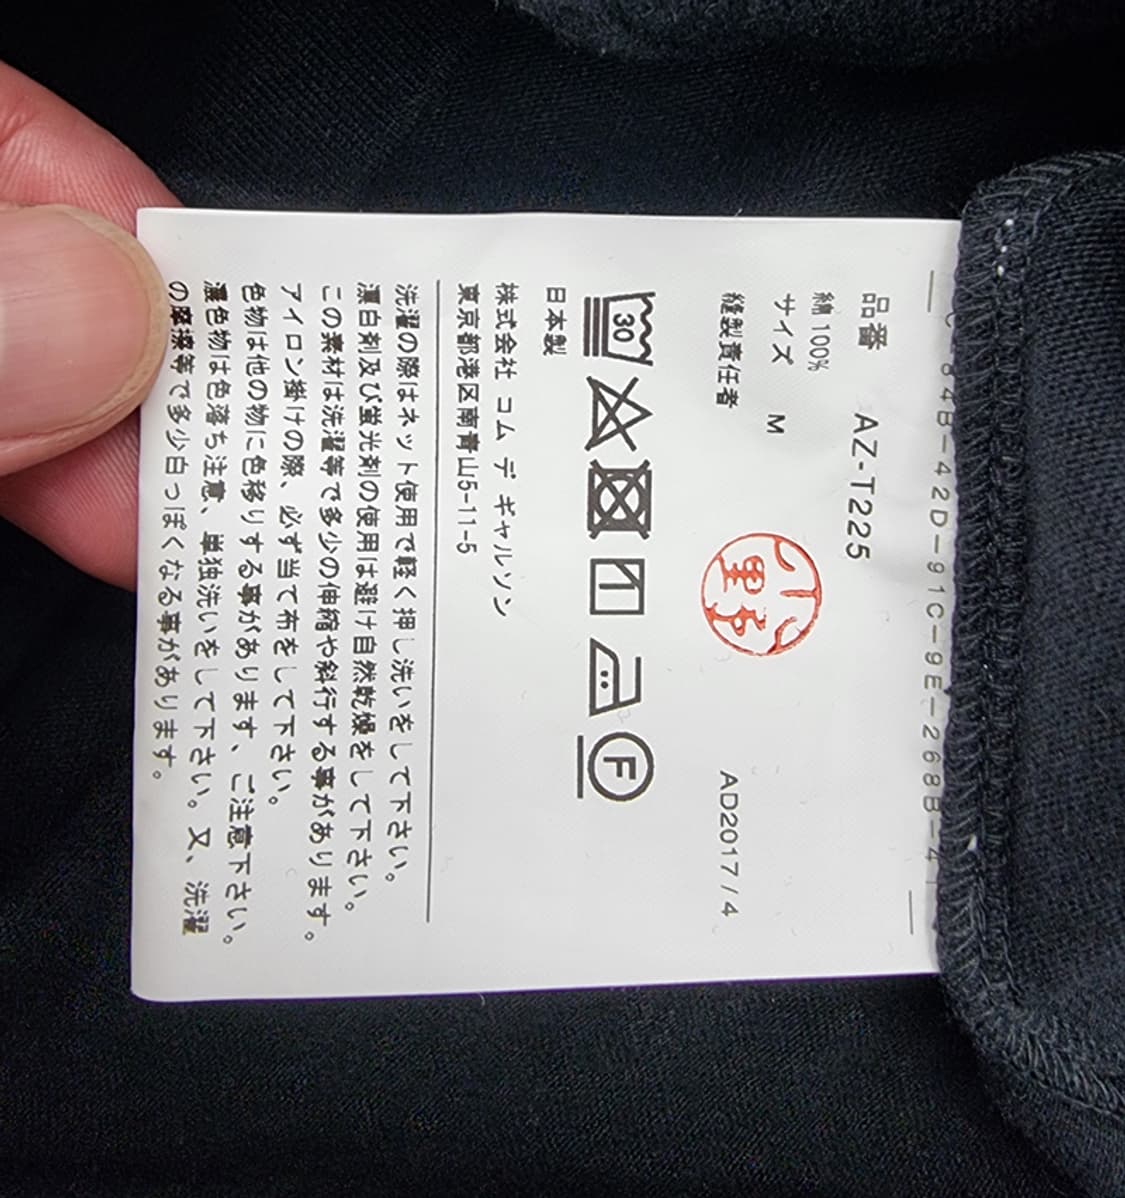 84B-42D-91C-9E-268B-4
品番 AZ-T225
綿 100%
サイズ M
縫製責任者
AD2017/4
30
F
日本製
株式会社 コム デ ギャルソン
東京都港区南青山5-11-5
洗濯の際はネット使用で軽く押し洗いをして下さい。
漂白剤及び蛍光剤の使用は避け自然乾燥をして下さい。
この素材は洗濯等で多少の伸縮や斜行する事があります。
アイロン掛けの際、必ず当て布をして下さい。
色物は他の物に色移りする事があります、ご注意下さい。
濃色物は色落ち注意、単独洗いをして下さい。又、洗濯
の摩擦等で多少白っぽくなる事があります。